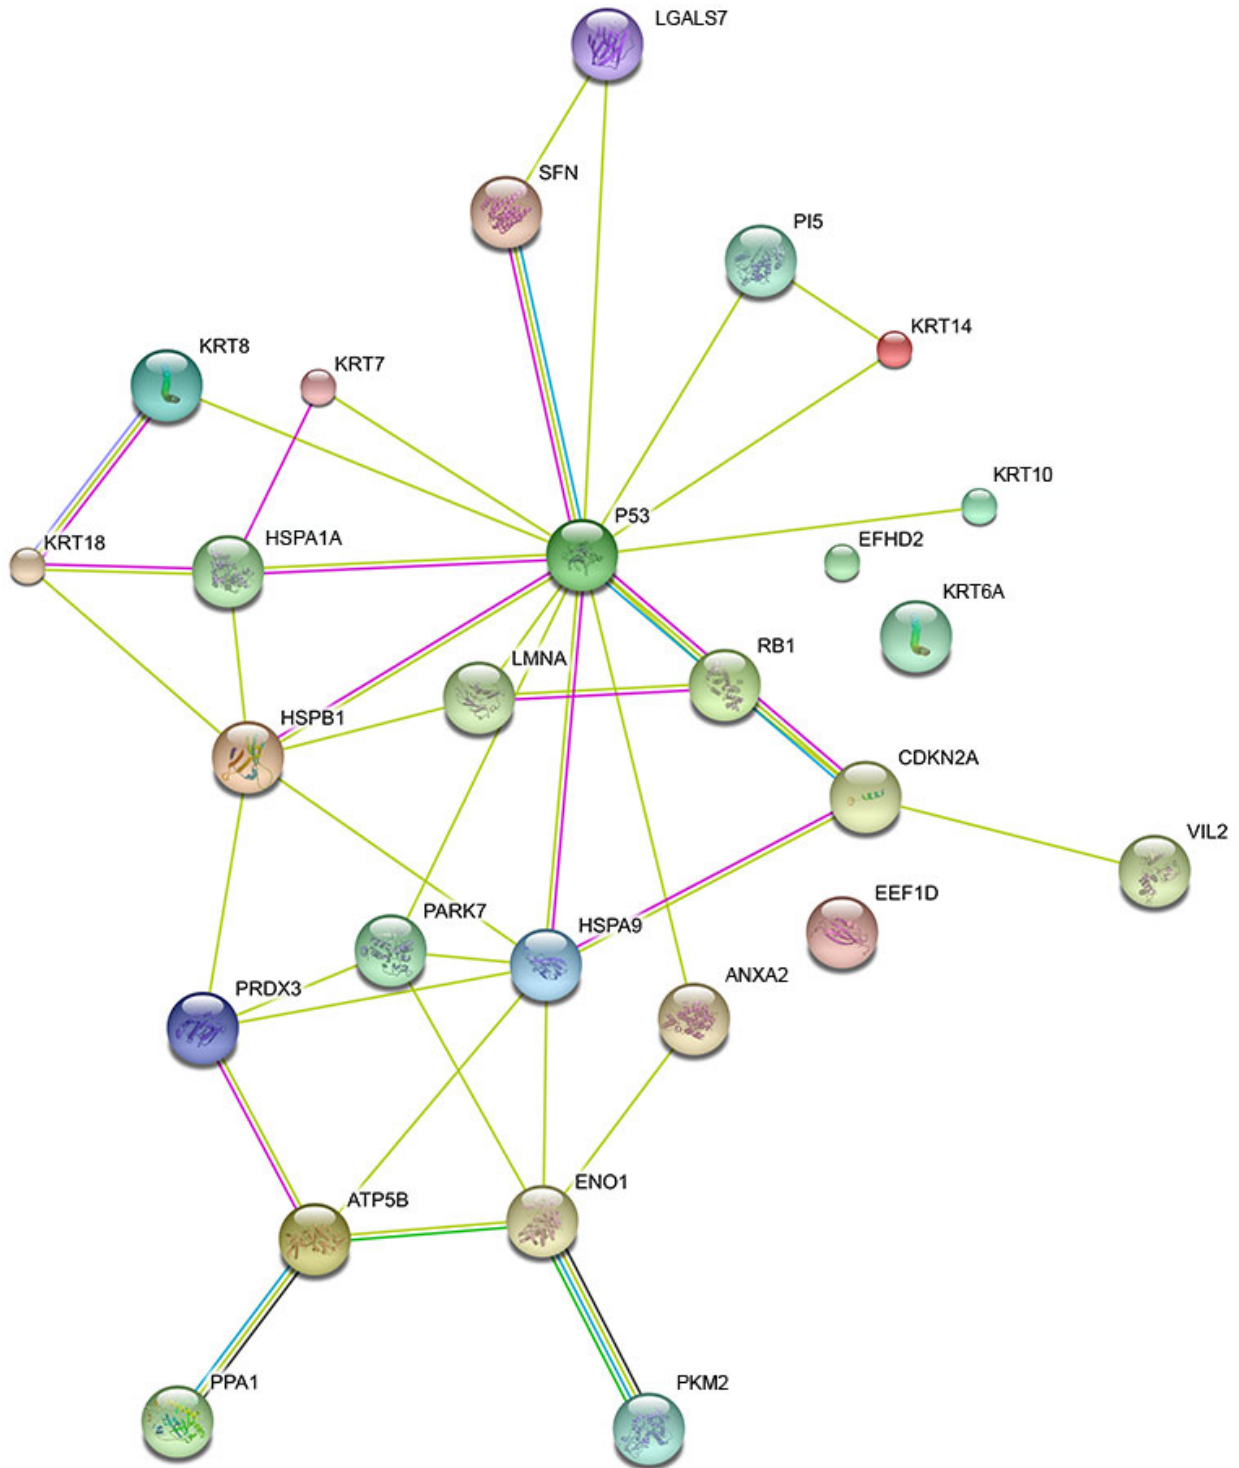 LGALS7
SFN
PI5
KRT14
KRT8
KRT7
KRT10
P53
EFHD2
KRT18
HSPA1A
KRT6A
RB1
LMNA
HSPB1
CDKN2A
VIL2
EEF1D
PARK7
HSPA9
ANXA2
PRDX3
ENO1
ATP5B
PPA1
PKM2